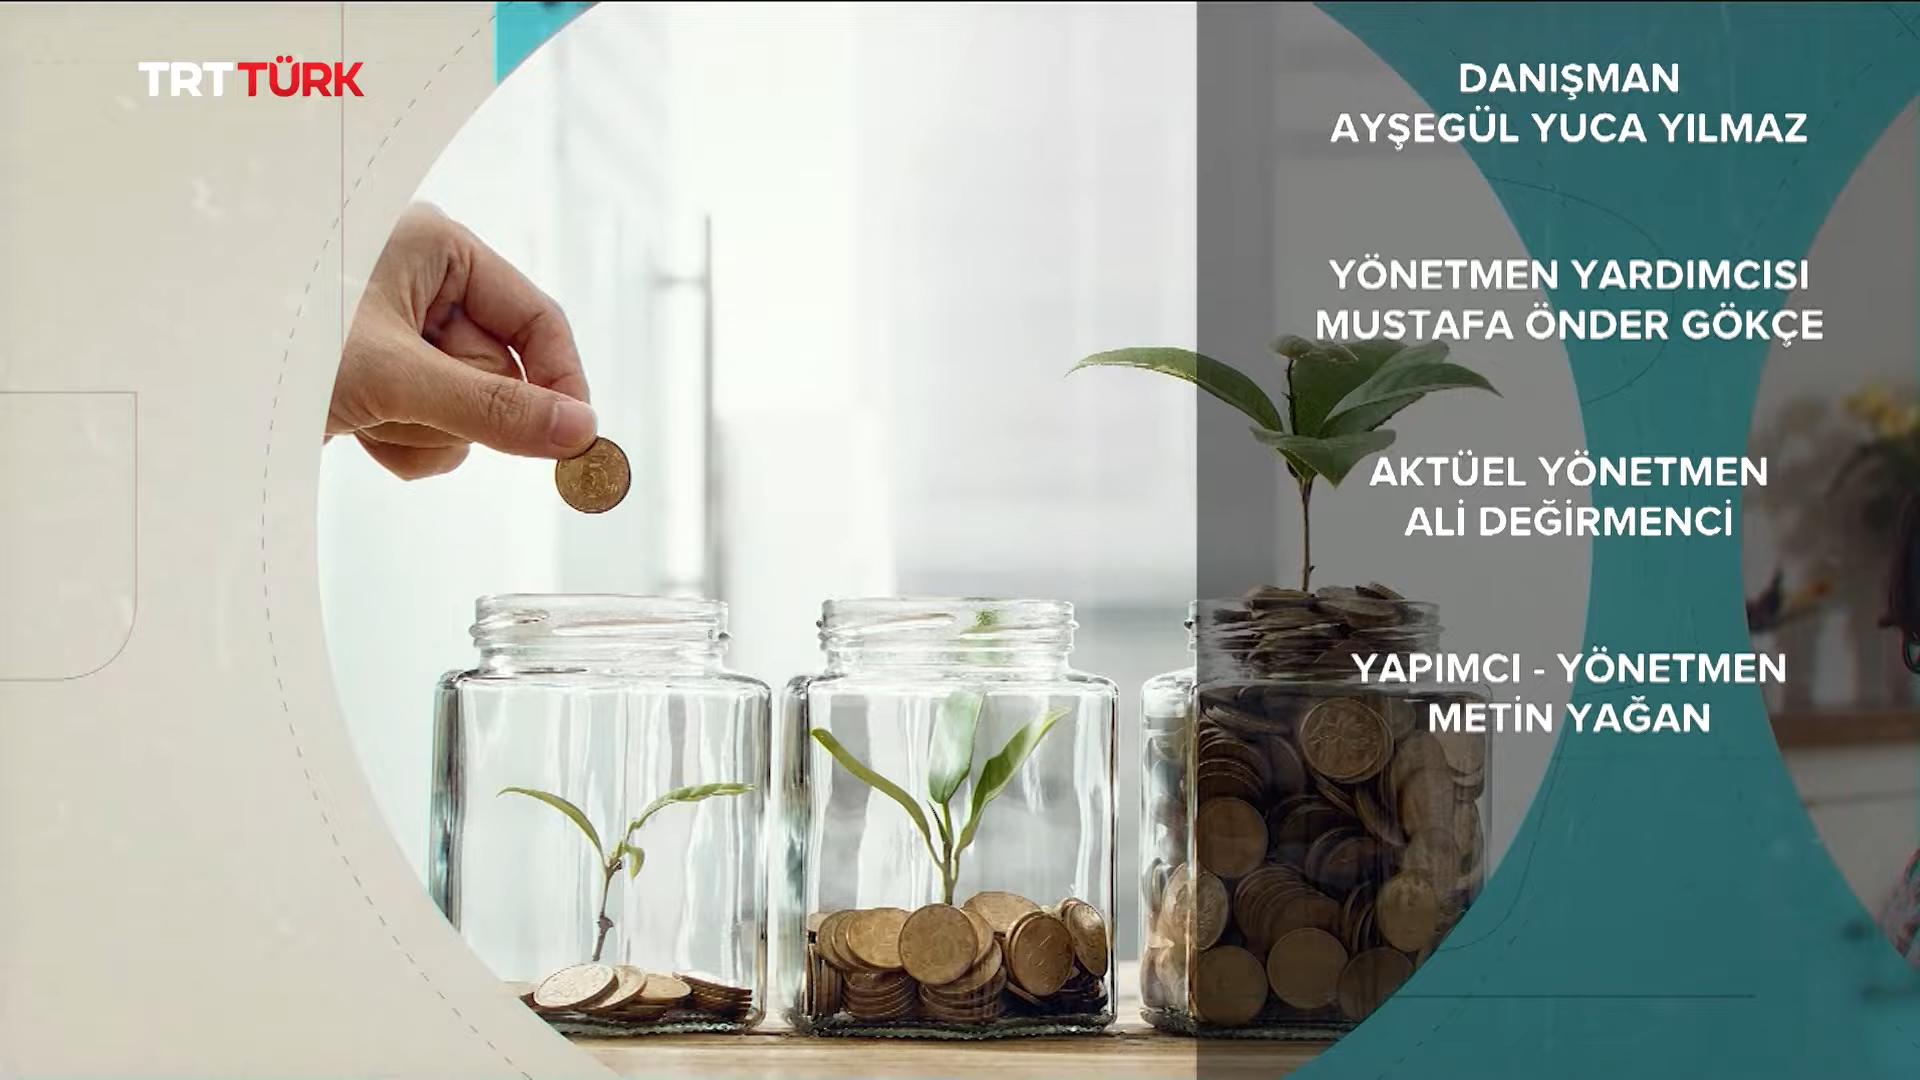 TRT TÜRK
DANIŞMAN
AYŞEGÜL YUCA YILMAZ
YÖNETMEN YARDIMCISI
MUSTAFA ÖNDER GÖKÇE
AKTÜEL YÖNETMEN
ALİ DEĞİRMENCİ
YAPIMCI - YÖNETMEN
METİN YAĞAN